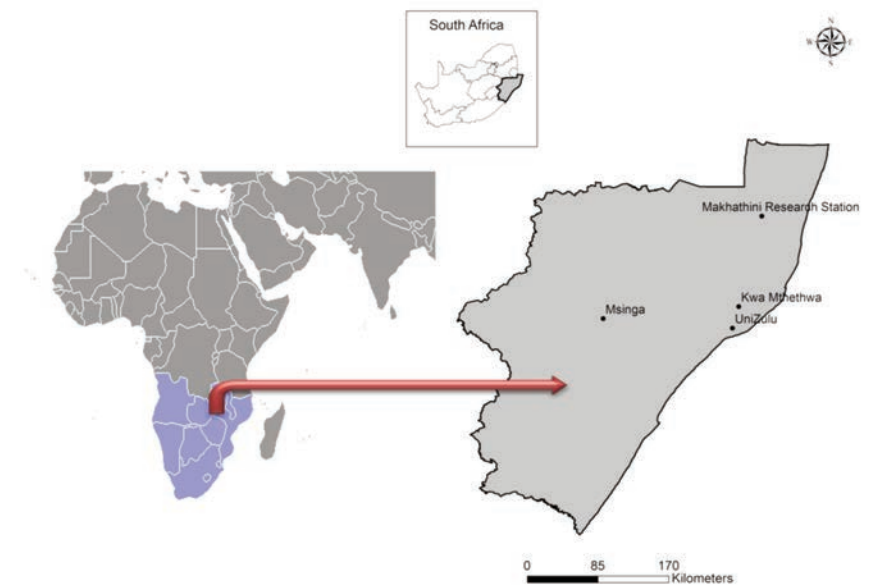 South Africa
N
W E
S
Makhathini Research Station
Kwa Mthethwa
Msinga
UniZulu
0 85 170
Kilometers